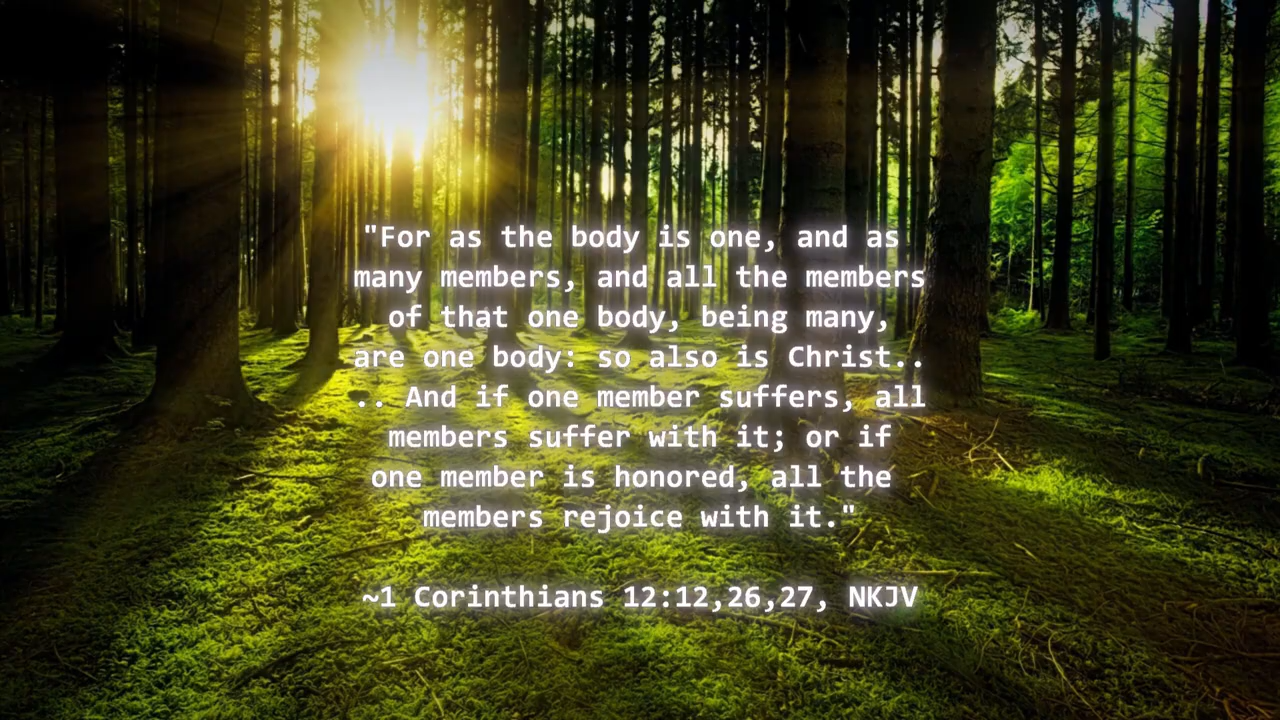 "For as the body is one, and as
many members, and all the members
of that one body, being many,
are one body: so also is Christ..
.. And if one member suffers, all
members suffer with it; or if
one member is honored, all the
members rejoice with it."
~1 Corinthians 12:12,26,27, NKJV